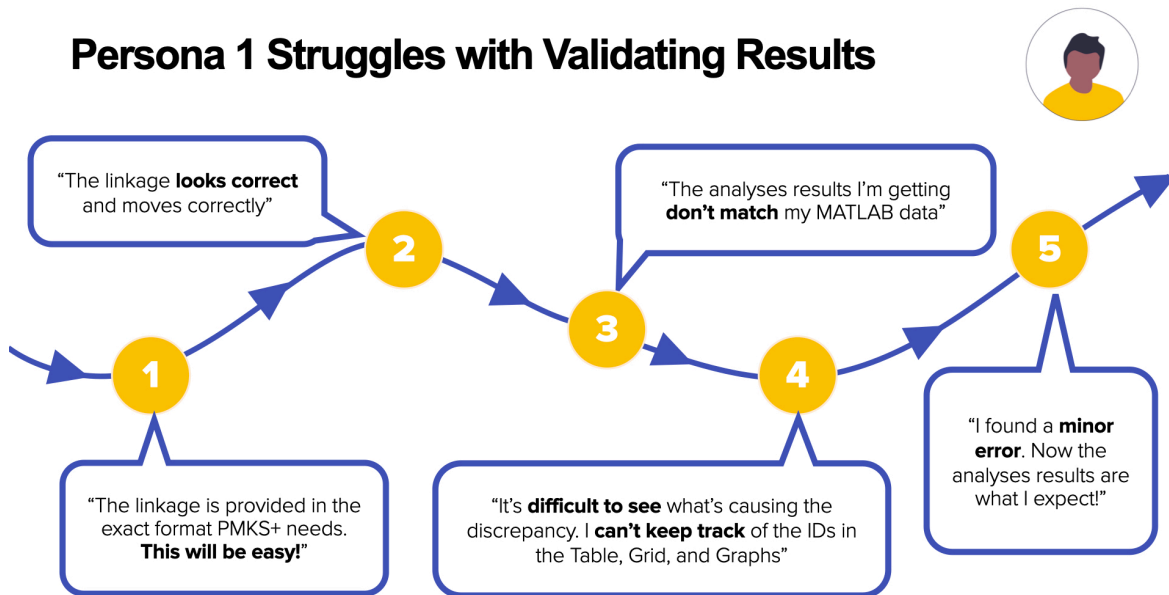 Persona 1 Struggles with Validating Results
1
“The linkage is provided in the
exact format PMKS+ needs.
This will be easy!”
2
“The linkage looks correct
and moves correctly”
3
“The analyses results I’m getting
don’t match my MATLAB data”
4
“It’s difficult to see what’s causing the
discrepancy. I can’t keep track of the IDs in
the Table, Grid, and Graphs”
5
“I found a minor
error. Now the
analyses results are
what I expect!”